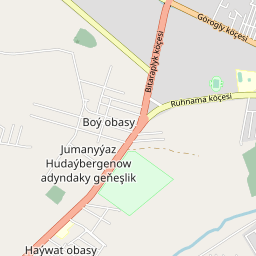 Görogly köçesi
Bitaraplyk köçesi
Ruhnama köçesi
Boý obasy
Jumanyýaz
Hudaýbergenow
adyndaky geňeşlik
Haýwat obasy